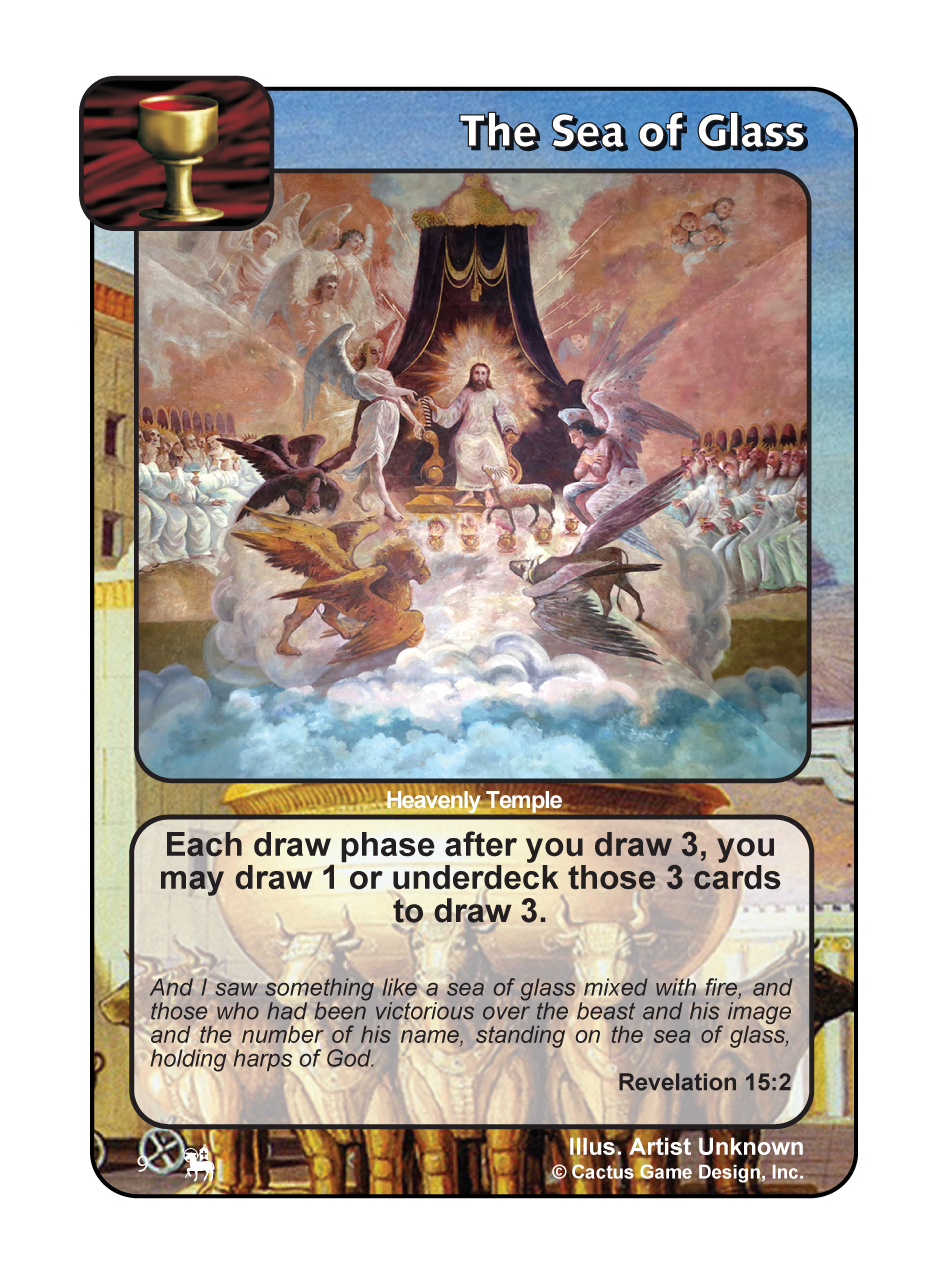 The Sea of Glass
Heavenly Temple
Each draw phase after you draw 3, you
may draw 1 or underdeck those 3 cards
to draw 3.
And I saw something like a sea of glass mixed with fire, and
those who had been victorious over the beast and his image
and the number of his name, standing on the sea of glass,
holding harps of God.
Revelation 15:2
Illus. Artist Unknown
9
© Cactus Game Design, Inc.